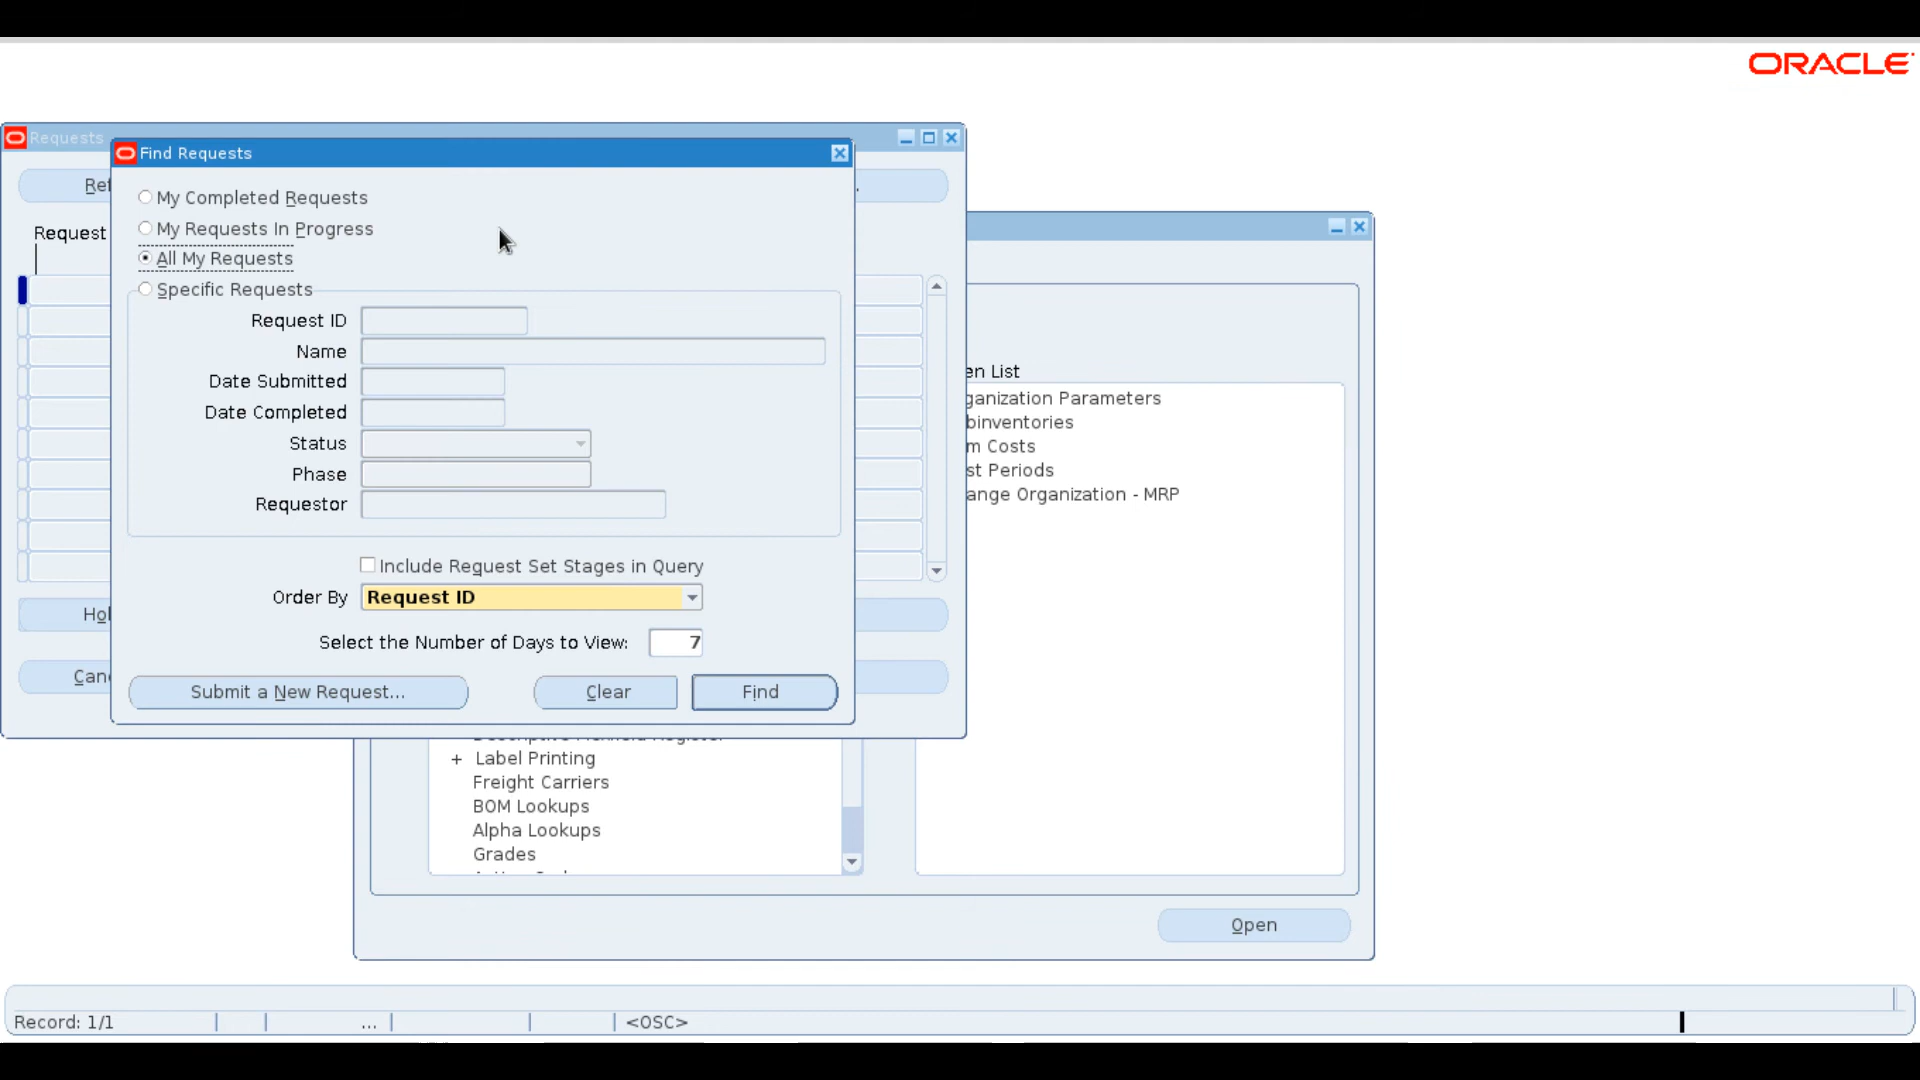 ORACLE
Requests
Find Requests
My Completed Requests
My Requests In Progress
All My Requests
Specific Requests
Request
Request ID
Name
Date Submitted
Date Completed
Status
Phase
Requestor
Include Request Set Stages in Query
Order By Request ID
Select the Number of Days to View: 7
Submit a New Request... Clear Find
en List
ganization Parameters
binventories
m Costs
st Periods
ange Organization - MRP
+ Label Printing
Freight Carriers
BOM Lookups
Alpha Lookups
Grades
Open
Record: 1/1 ... <OSC>